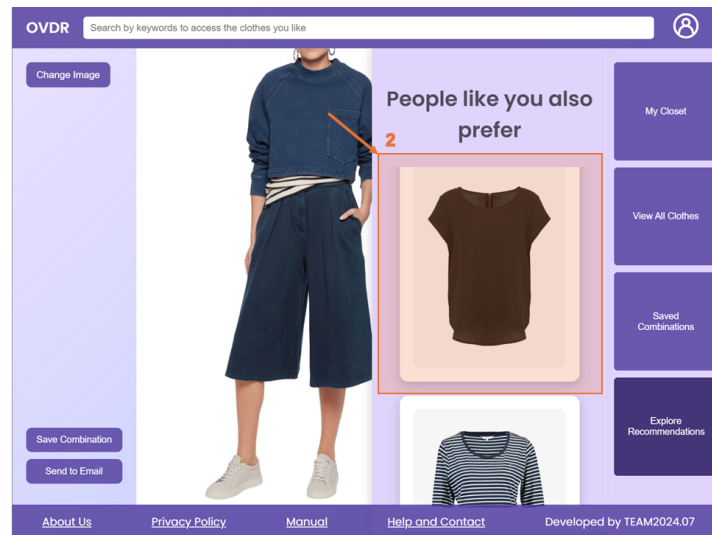 OVDR
Search by keywords to access the clothes you like
Change Image
People like you also
prefer
2
My Closet
View All Clothes
Saved
Combinations
Explore
Recommendations
Save Combination
Send to Email
About Us
Privacy Policy
Manual
Help and Contact
Developed by TEAM2024.07